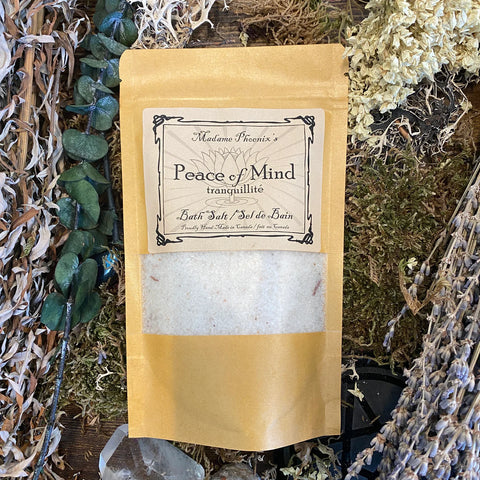 Madame Phoenix's
Peace of Mind
tranquillité
Bath Salt / Sel de Bain
Proudly Hand Made in Canada / fait au Canada